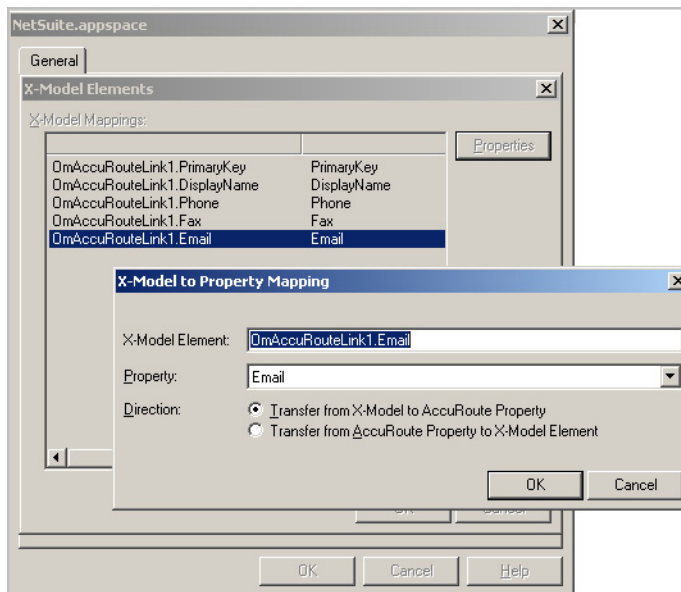 NetSuite.appspace
General
X-Model Elements
X-Model Mappings:
Properties
OmAccuRouteLink1.PrimaryKey PrimaryKey
OmAccuRouteLink1.DisplayName DisplayName
OmAccuRouteLink1.Phone Phone
OmAccuRouteLink1.Fax Fax
OmAccuRouteLink1.Email Email
X-Model to Property Mapping
X-Model Element: OmAccuRouteLink1.Email
Property: Email
Direction: Transfer from X-Model to AccuRoute Property
Transfer from AccuRoute Property to X-Model Element
OK Cancel
OK Cancel Help